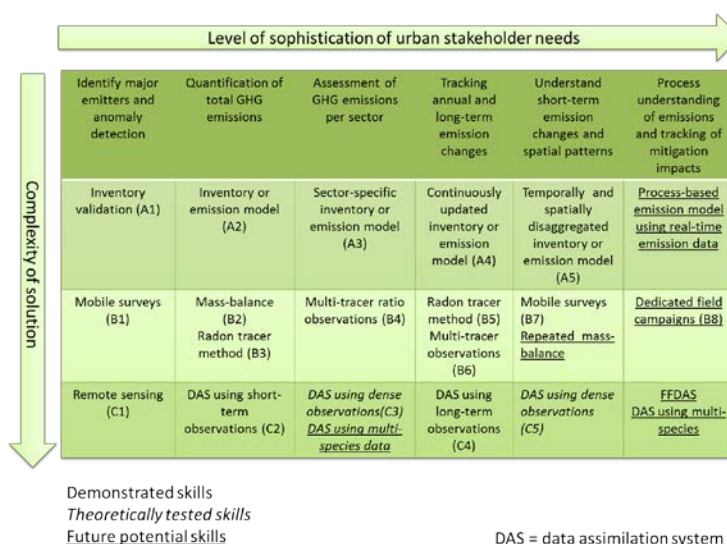 Level of sophistication of urban stakeholder needs
Complexity of solution
Identify major
emitters and
anomaly
detection
Quantification of
total GHG
emissions
Assessment of
GHG emissions
per sector
Tracking
annual and
long-term
emission
changes
Understand
short-term
emission
changes and
spatial patterns
Process
understanding
of emissions
and tracking of
mitigation
impacts
Inventory
validation (A1)
Inventory or
emission model
(A2)
Sector-specific
inventory or
emission model
(A3)
Continuously
updated
inventory or
emission
model (A4)
Temporally and
spatially
disaggregated
inventory or
emission model
(A5)
Process-based
emission model
using real-time
emission data
Mobile surveys
(B1)
Mass-balance
(B2)
Radon tracer
method (B3)
Multi-tracer ratio
observations (B4)
Radon tracer
method (B5)
Multi-tracer
observations
(B6)
Mobile surveys
(B7)
Repeated mass-
balance
Dedicated field
campaigns (B8)
Remote sensing
(C1)
DAS using short-
term
observations (C2)
DAS using dense
observations(C3)
DAS using multi-
species data
DAS using
long-term
observations
(C4)
DAS using dense
observations
(C5)
FFDAS
DAS using multi-
species
Demonstrated skills
Theoretically tested skills
Future potential skills
DAS = data assimilation system